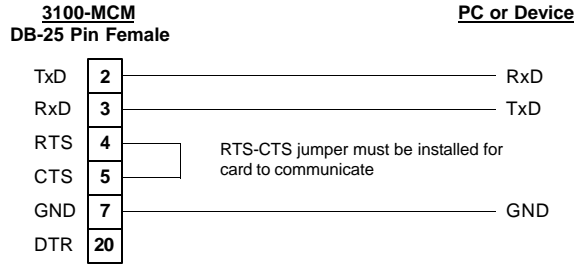 3100-MCM PC or Device
DB-25 Pin Female
TxD 2 RxD
RxD 3 TxD
RTS 4
RTS-CTS jumper must be installed for
card to communicate
CTS 5
GND 7 GND
DTR 20